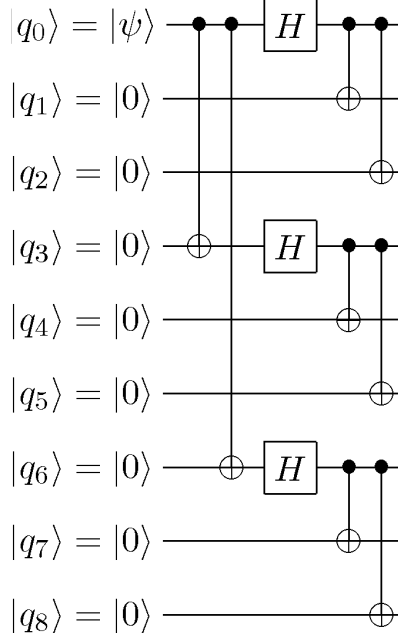 |q₀⟩ = |ψ⟩ H
|q₁⟩ = |0⟩
|q₂⟩ = |0⟩
|q₃⟩ = |0⟩ H
|q₄⟩ = |0⟩
|q₅⟩ = |0⟩
|q₆⟩ = |0⟩ H
|q₇⟩ = |0⟩
|q₈⟩ = |0⟩